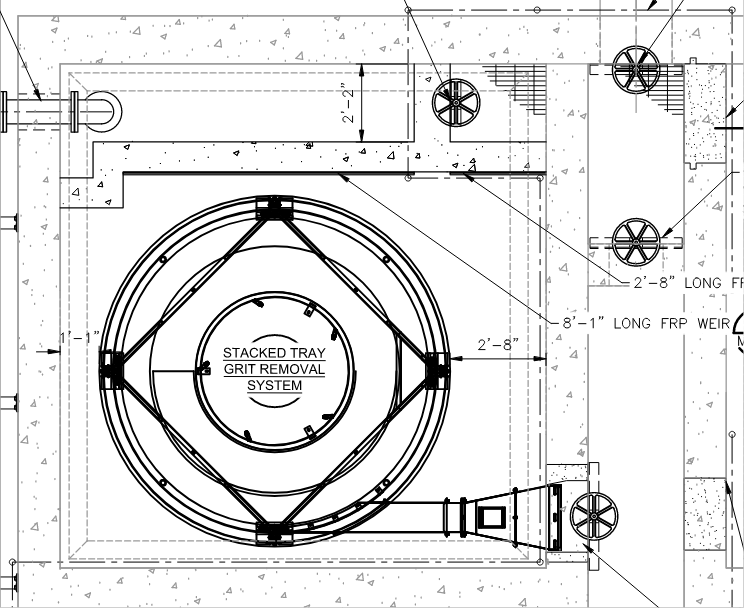 2'-2"
2'-8" LONG
8'-1" LONG FRP WEIR
1'-1"
2'-8"
STACKED TRAY
GRIT REMOVAL
SYSTEM